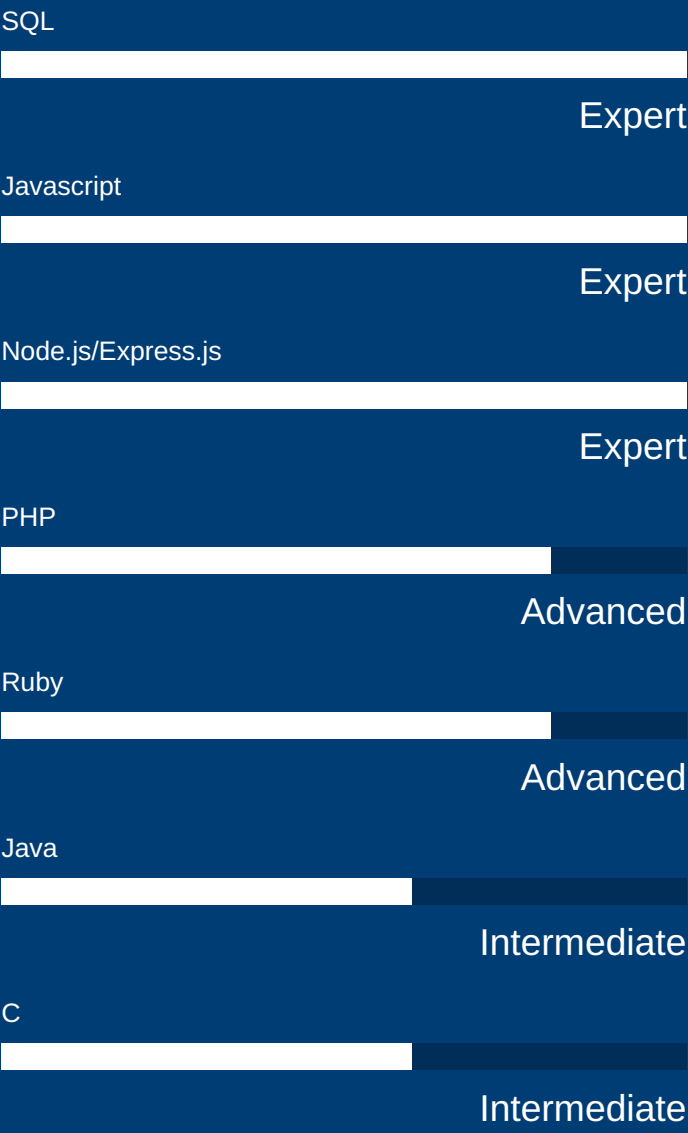 SQL
Expert
Javascript
Expert
Node.js/Express.js
Expert
PHP
Advanced
Ruby
Advanced
Java
Intermediate
C
Intermediate